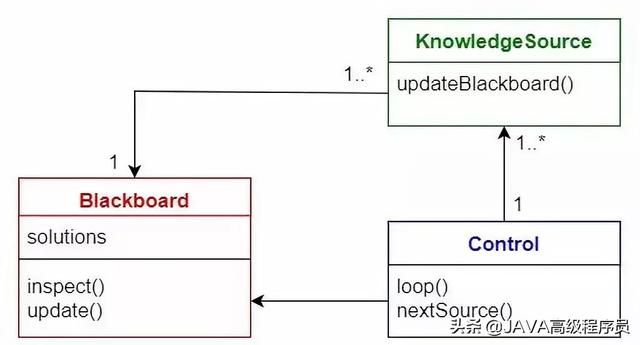 KnowledgeSource
updateBlackboard()
1..*
1..*
1
1
Blackboard
solutions
inspect()
update()
Control
loop()
nextSource()
头条 @JAVA高级程序员